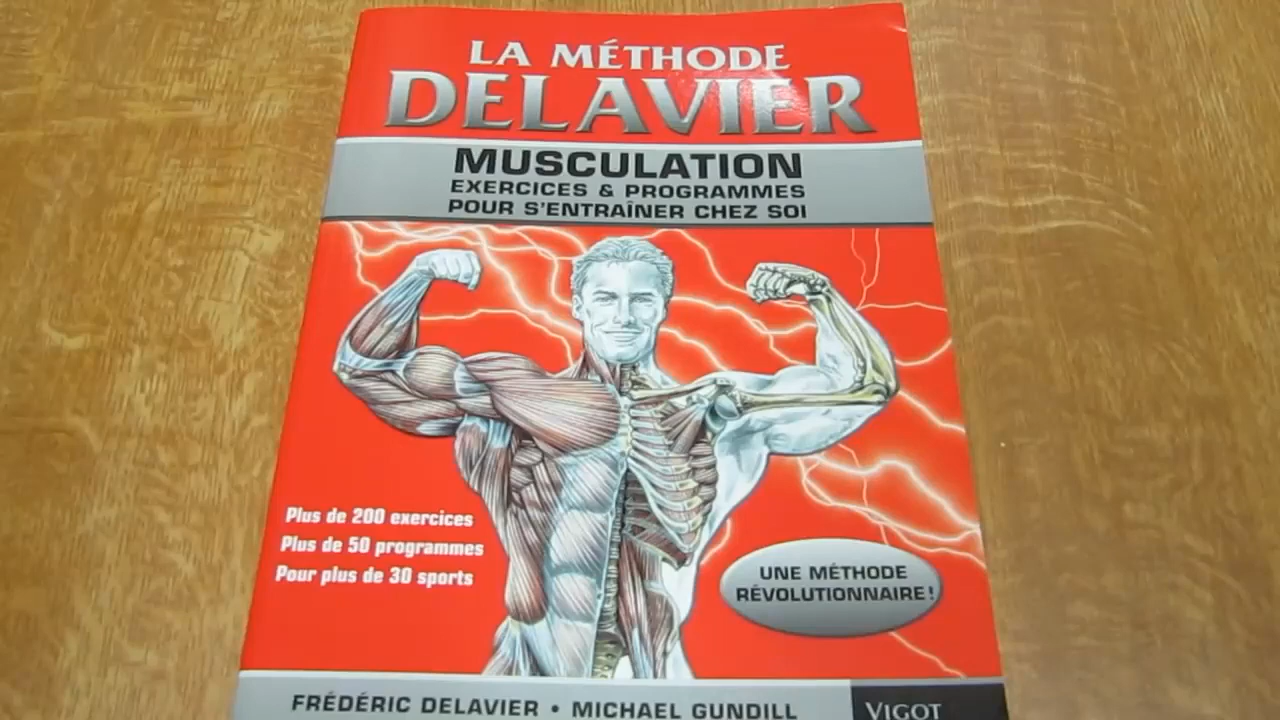 LA MÉTHODE
DELAVIER
MUSCULATION
EXERCICES & PROGRAMMES
POUR S'ENTRAÎNER CHEZ SOI
Plus de 200 exercices
Plus de 50 programmes
Pour plus de 30 sports
UNE MÉTHODE
RÉVOLUTIONNAIRE!
FRÉDÉRIC DELAVIER • MICHAEL GUNDILL
VIGOT